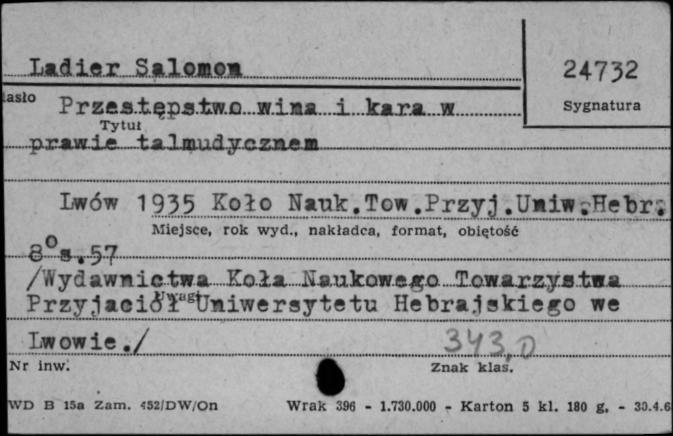 Ladier Salomon
24732
Sygnatura
Hasło Przestępstwo wina i kara w
Tytuł
prawie talmudycznem
Lwów 1935 Koło Nauk.Tow.Przyj.Uniw.Hebr.
Miejsce, rok wyd., nakładca, format, objętość
8° s.57
/Wydawnictwa Koła Naukowego Towarzystwa
Przyjaciół Uniwersytetu Hebrajskiego we
Uwagi
Lwowie./
343,0
Nr inw.
Znak klas.
WD B 15a Zam. 452/DW/On
Wrak 396 - 1.730.000 - Karton 5 kl. 180 g. - 30.4.6